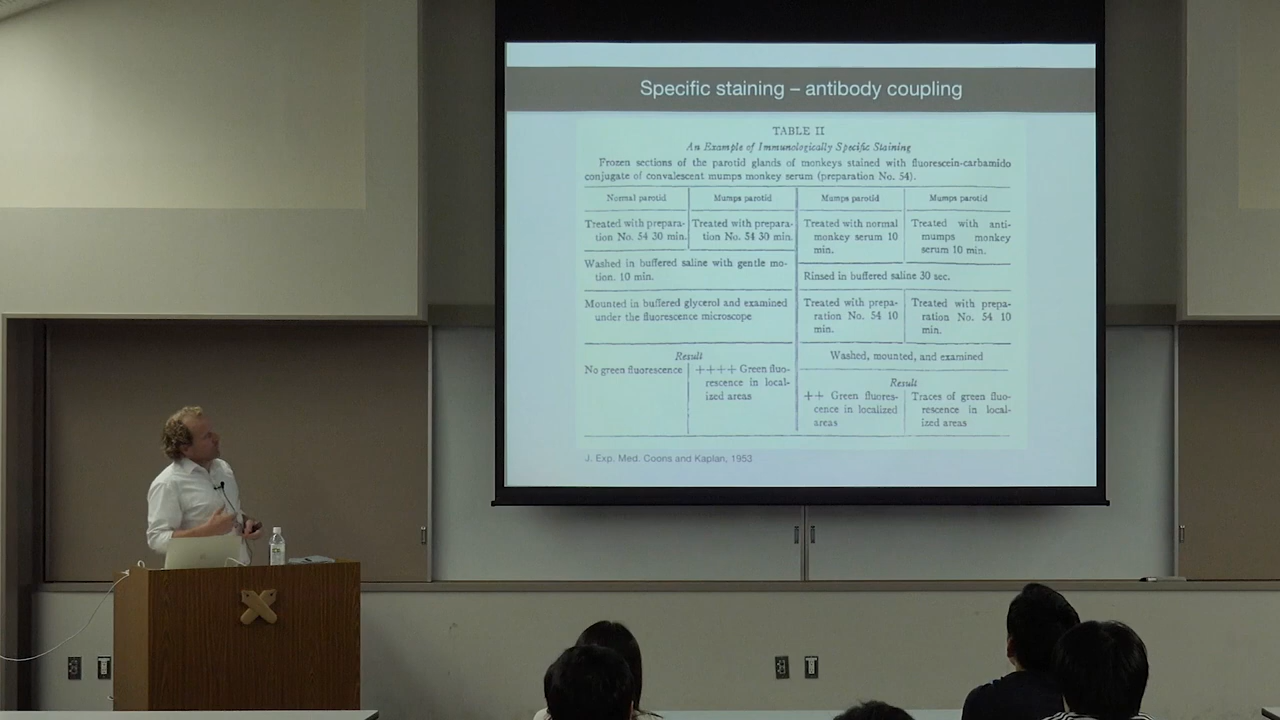 Specific staining – antibody coupling
TABLE II
An Example of Immunologically Specific Staining
Frozen sections of the parotid glands of monkeys stained with fluorescein-carbamido
conjugate of convalescent mumps monkey serum (preparation No. 54).
Normal parotid
Mumps parotid
Mumps parotid
Mumps parotid
Treated with prepara-
tion No. 54 30 min.
Treated with prepara-
tion No. 54 30 min.
Treated with normal
monkey serum 10
min.
Treated with anti-
mumps monkey
serum 10 min.
Washed in buffered saline with gentle mo-
tion. 10 min.
Rinsed in buffered saline 30 sec.
Mounted in buffered glycerol and examined
under the fluorescence microscope
Treated with prepa-
ration No. 54 10
min.
Treated with prepa-
ration No. 54 10
min.
Washed, mounted, and examined
Result
No green fluorescence
++++ Green fluo-
rescence in local-
ized areas
Result
++ Green fluores-
cence in localized
areas
Traces of green fluo-
rescence in local-
ized areas
J. Exp. Med. Coons and Kaplan, 1953